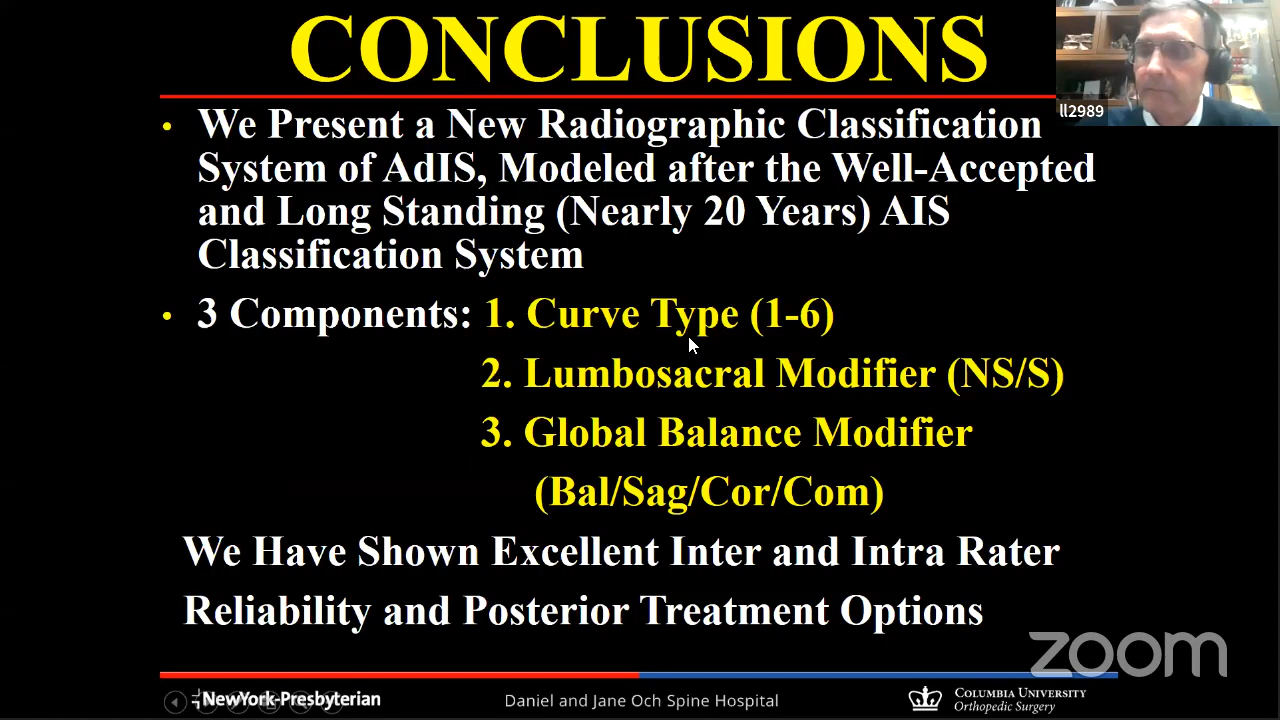 CONCLUSIONS
ll2989
• We Present a New Radiographic Classification
System of AdIS, Modeled after the Well-Accepted
and Long Standing (Nearly 20 Years) AIS
Classification System
• 3 Components: 1. Curve Type (1-6)
2. Lumbosacral Modifier (NS/S)
3. Global Balance Modifier
(Bal/Sag/Cor/Com)
We Have Shown Excellent Inter and Intra Rater
Reliability and Posterior Treatment Options
zoom
NewYork-Presbyterian
Daniel and Jane Och Spine Hospital
COLUMBIA UNIVERSITY
Orthopedic Surgery